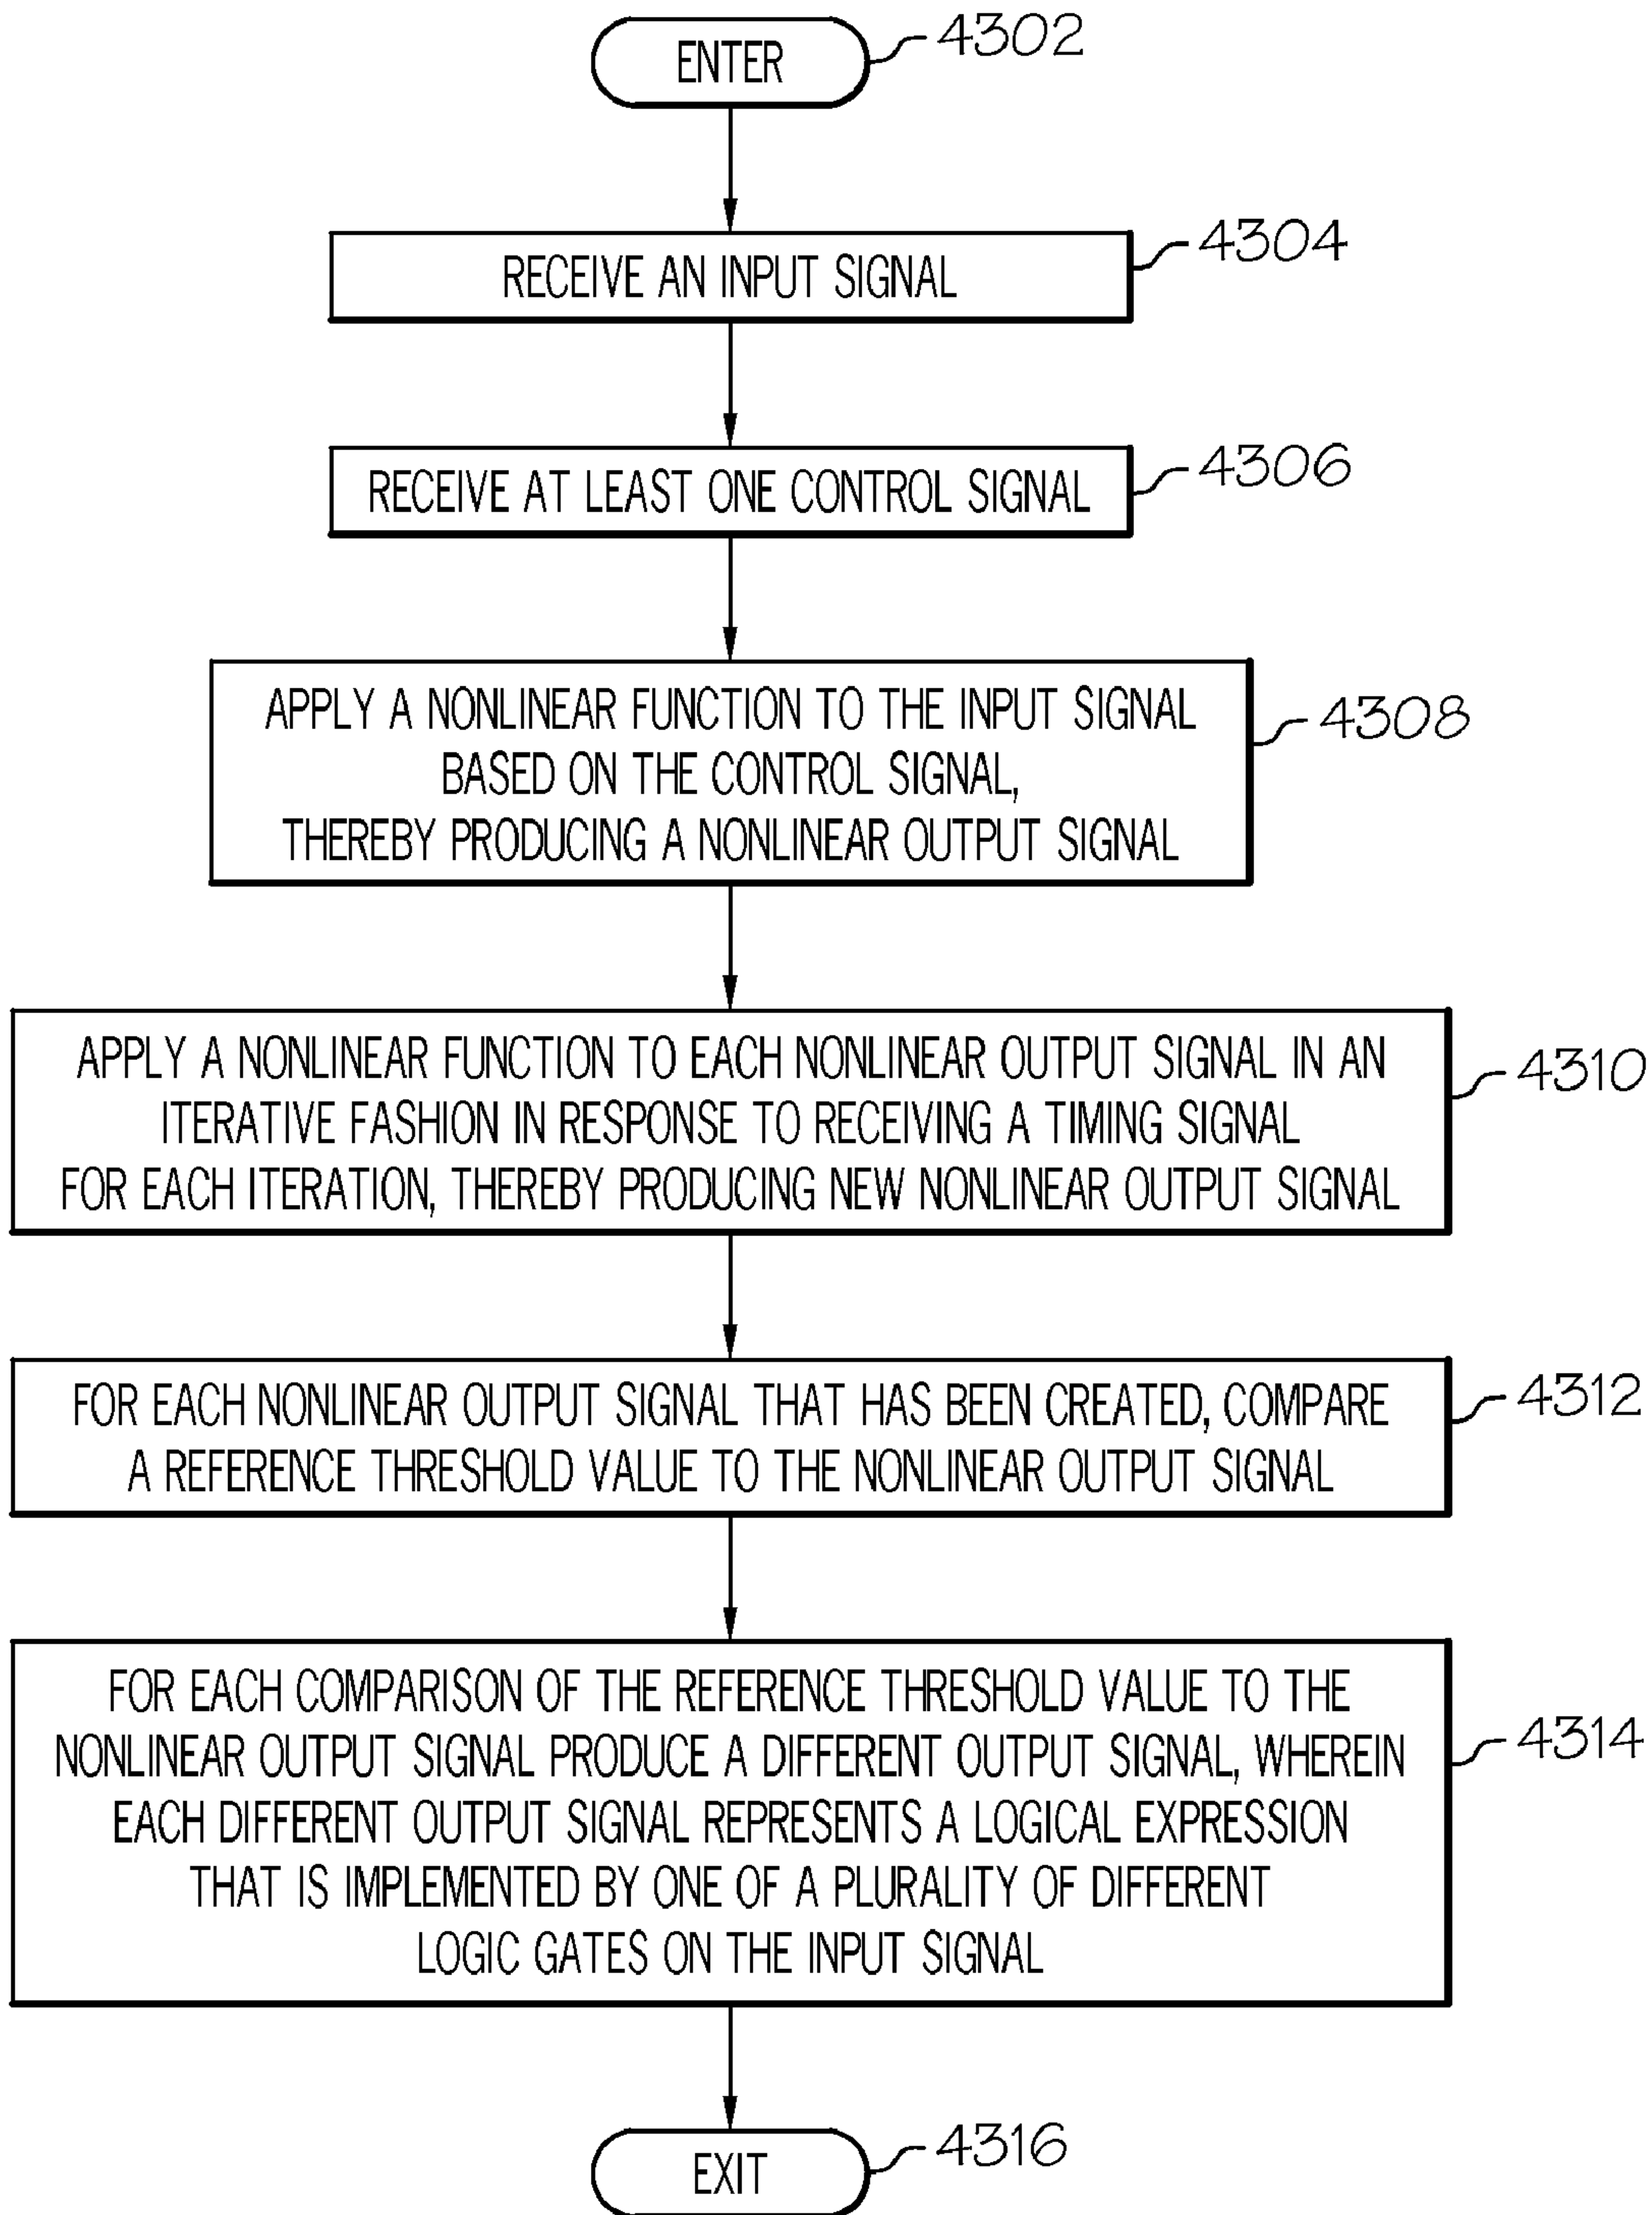 ENTER
4302
RECEIVE AN INPUT SIGNAL
4304
RECEIVE AT LEAST ONE CONTROL SIGNAL
4306
APPLY A NONLINEAR FUNCTION TO THE INPUT SIGNAL
BASED ON THE CONTROL SIGNAL,
THEREBY PRODUCING A NONLINEAR OUTPUT SIGNAL
4308
APPLY A NONLINEAR FUNCTION TO EACH NONLINEAR OUTPUT SIGNAL IN AN
ITERATIVE FASHION IN RESPONSE TO RECEIVING A TIMING SIGNAL
FOR EACH ITERATION, THEREBY PRODUCING NEW NONLINEAR OUTPUT SIGNAL
4310
FOR EACH NONLINEAR OUTPUT SIGNAL THAT HAS BEEN CREATED, COMPARE
A REFERENCE THRESHOLD VALUE TO THE NONLINEAR OUTPUT SIGNAL
4312
FOR EACH COMPARISON OF THE REFERENCE THRESHOLD VALUE TO THE
NONLINEAR OUTPUT SIGNAL PRODUCE A DIFFERENT OUTPUT SIGNAL, WHEREIN
EACH DIFFERENT OUTPUT SIGNAL REPRESENTS A LOGICAL EXPRESSION
THAT IS IMPLEMENTED BY ONE OF A PLURALITY OF DIFFERENT
LOGIC GATES ON THE INPUT SIGNAL
4314
EXIT
4316